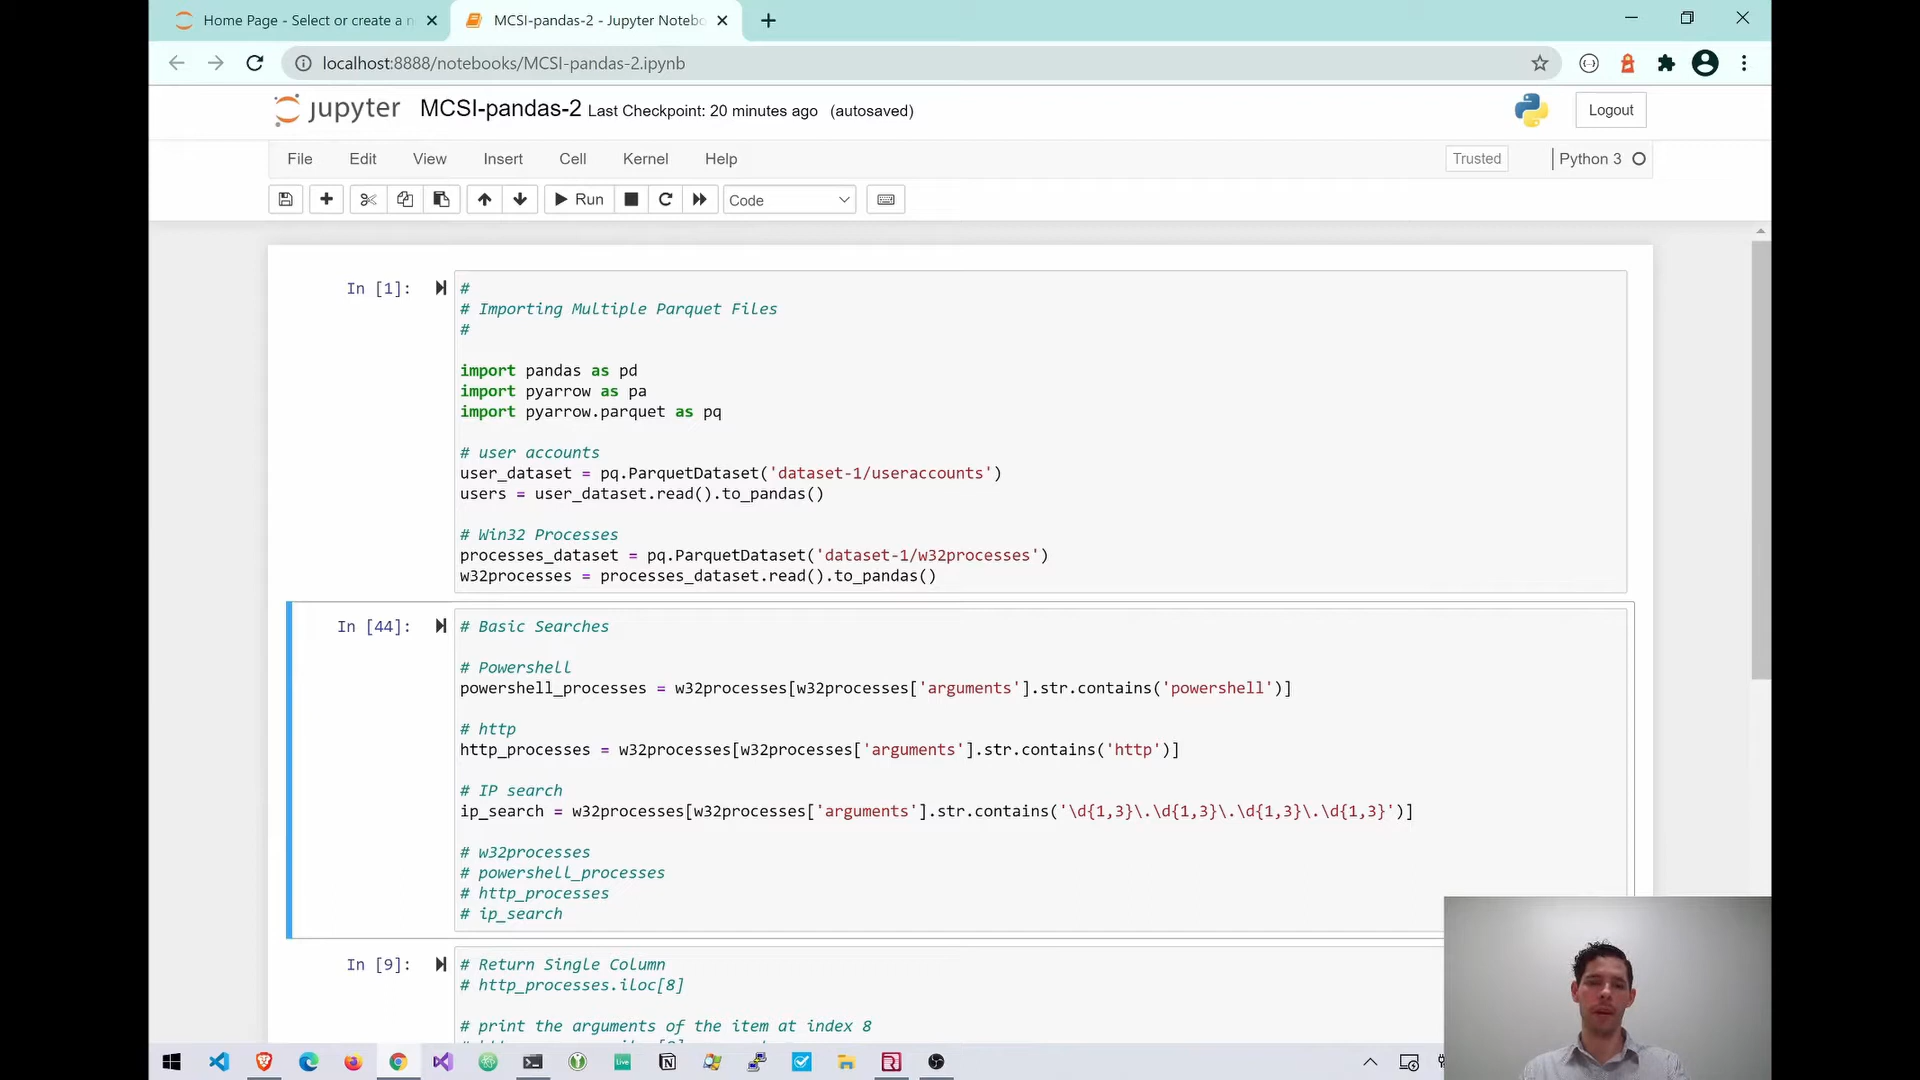 Home Page - Select or create a n
MCSI-pandas-2 - Jupyter Notebo
localhost:8888/notebooks/MCSI-pandas-2.ipynb
jupyter MCSI-pandas-2 Last Checkpoint: 20 minutes ago (autosaved)
Logout
File Edit View Insert Cell Kernel Help
Trusted
Python 3
Run
Code
In [1]:
#
# Importing Multiple Parquet Files
#
import pandas as pd
import pyarrow as pa
import pyarrow.parquet as pq
# user accounts
user_dataset = pq.ParquetDataset('dataset-1/useraccounts')
users = user_dataset.read().to_pandas()
# Win32 Processes
processes_dataset = pq.ParquetDataset('dataset-1/w32processes')
w32processes = processes_dataset.read().to_pandas()
In [44]:
# Basic Searches
# Powershell
powershell_processes = w32processes[w32processes['arguments'].str.contains('powershell')]
# http
http_processes = w32processes[w32processes['arguments'].str.contains('http')]
# IP search
ip_search = w32processes[w32processes['arguments'].str.contains('\d{1,3}\.\d{1,3}\.\d{1,3}\.\d{1,3}')]
# w32processes
# powershell_processes
# http_processes
# ip_search
In [9]:
# Return Single Column
# http_processes.iloc[8]
# print the arguments of the item at index 8